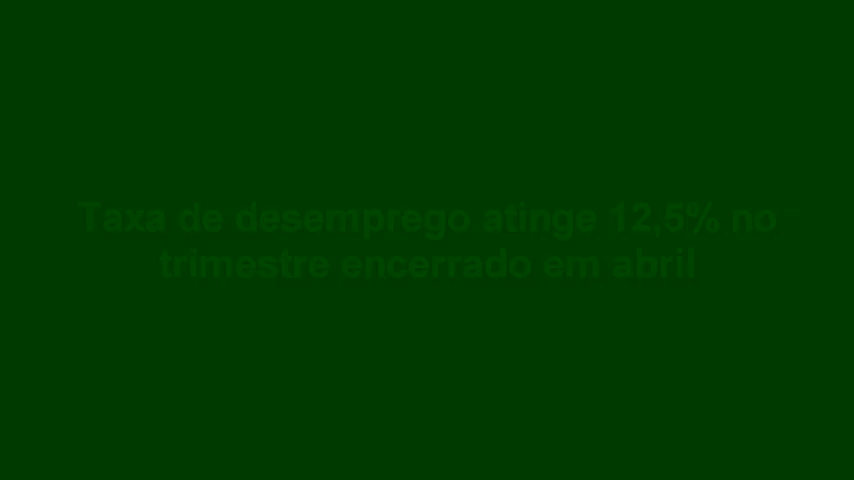 Taxa de desemprego atinge 12,5% no
trimestre encerrado em abril